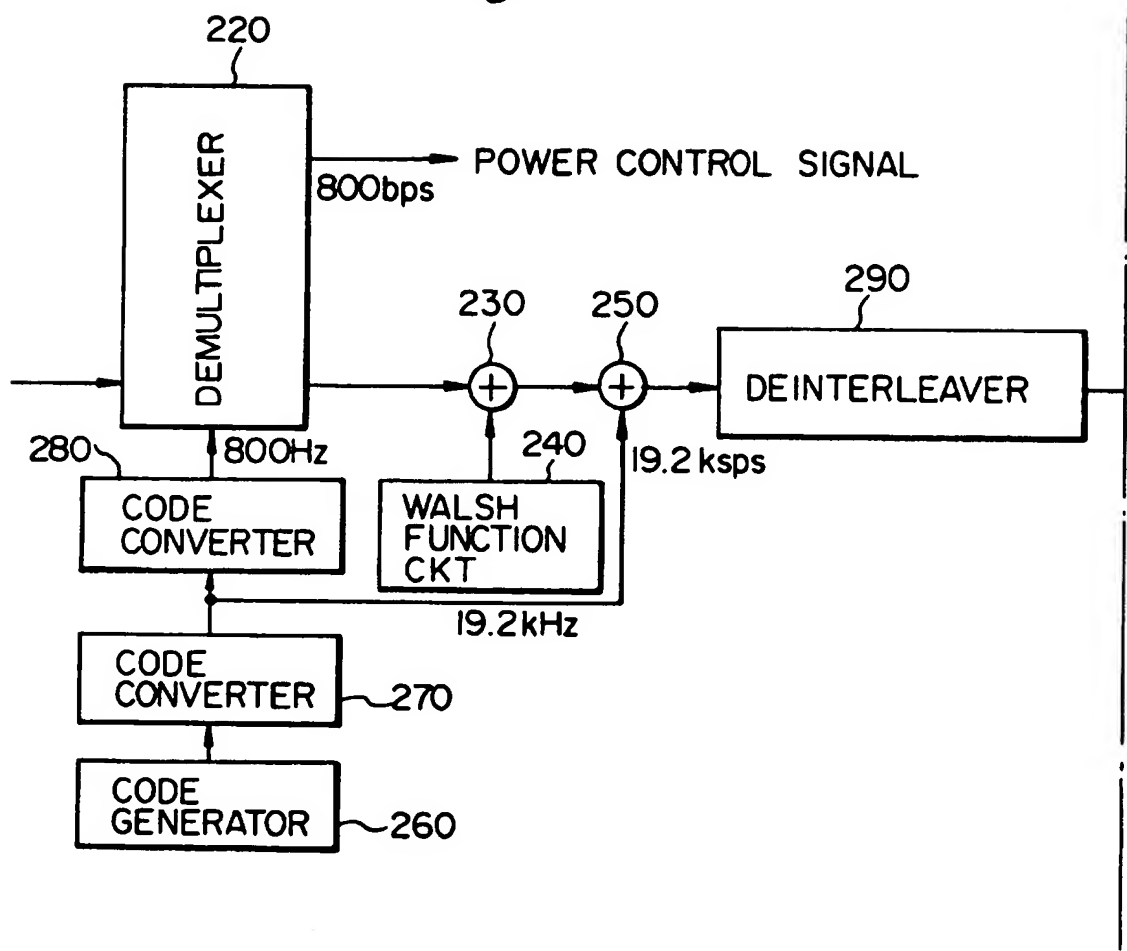 220
DEMULTIPLEXER
POWER CONTROL SIGNAL
800bps
230
250
290
+
+
DEINTERLEAVER
280
800Hz
240
19.2 ksps
CODE
CONVERTER
WALSH
FUNCTION
CKT
19.2kHz
CODE
CONVERTER
270
CODE
GENERATOR
260